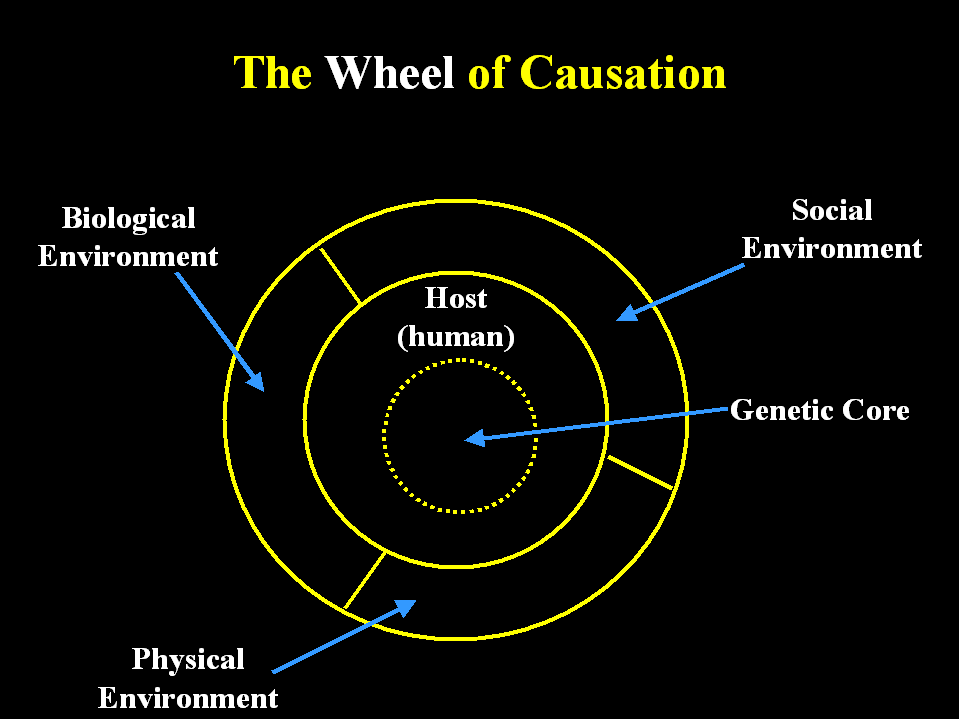 The Wheel of Causation
Biological
Environment
Social
Environment
Host
(human)
Genetic Core
Physical
Environment